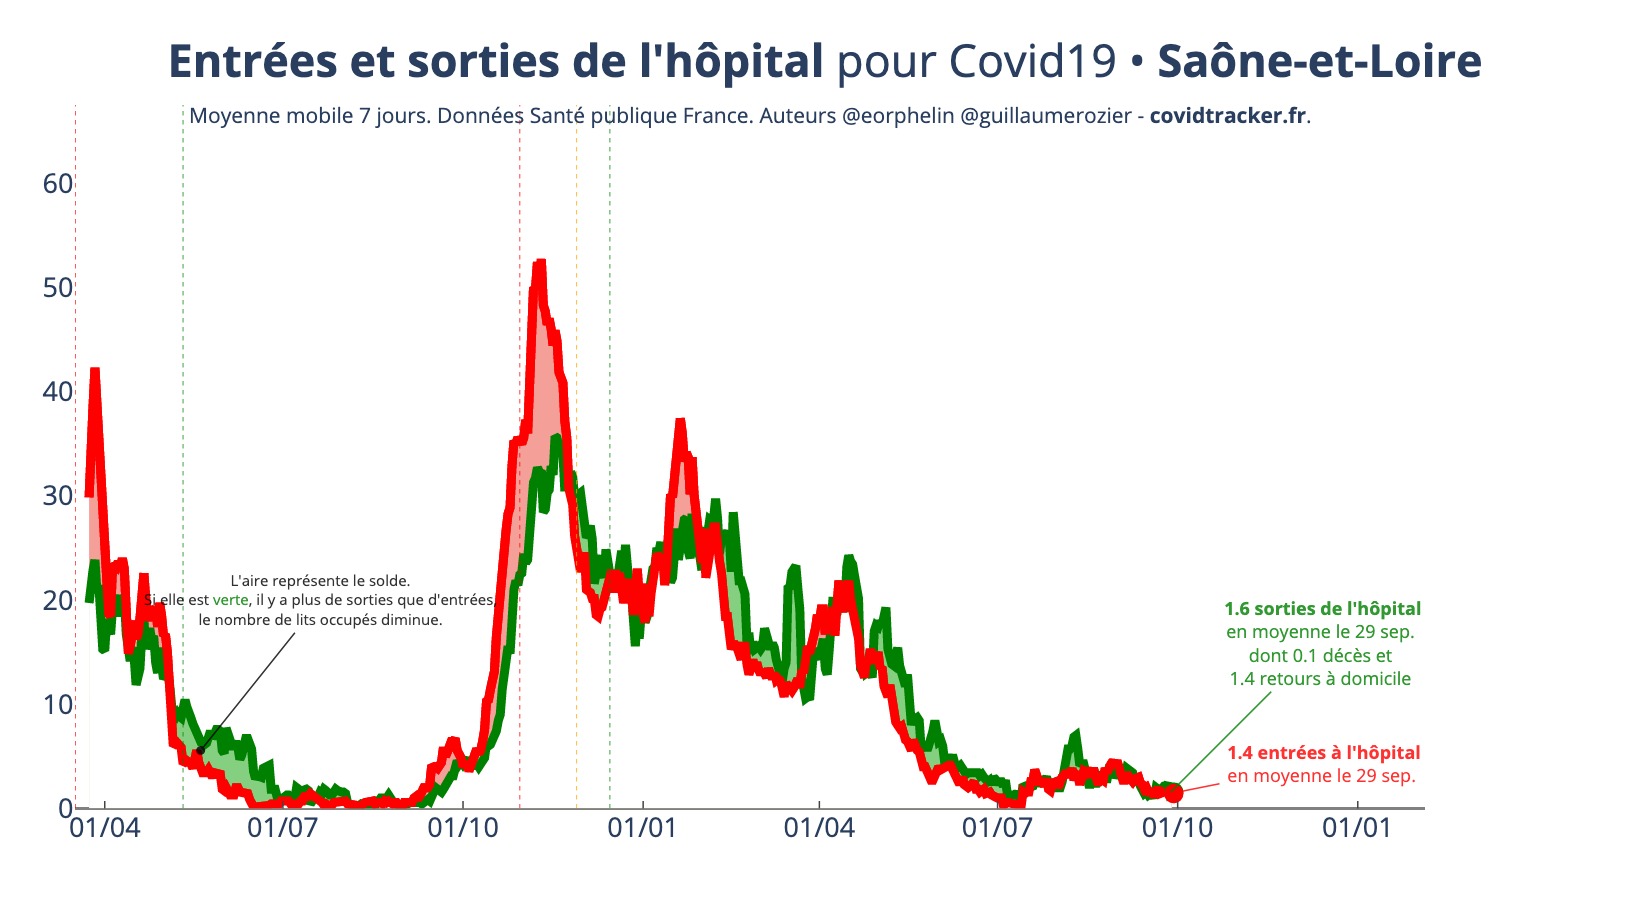 Entrées et sorties de l'hôpital pour Covid19 • Saône-et-Loire
Moyenne mobile 7 jours. Données Santé publique France. Auteurs @eorphelin @guillaumerozier - covidtracker.fr.
60
50
40
30
20
10
0
L'aire représente le solde.
Si elle est verte, il y a plus de sorties que d'entrées,
le nombre de lits occupés diminue.
1.6 sorties de l'hôpital
en moyenne le 29 sep.
dont 0.1 décès et
1.4 retours à domicile
1.4 entrées à l'hôpital
en moyenne le 29 sep.
01/04
01/07
01/10
01/01
01/04
01/07
01/10
01/01